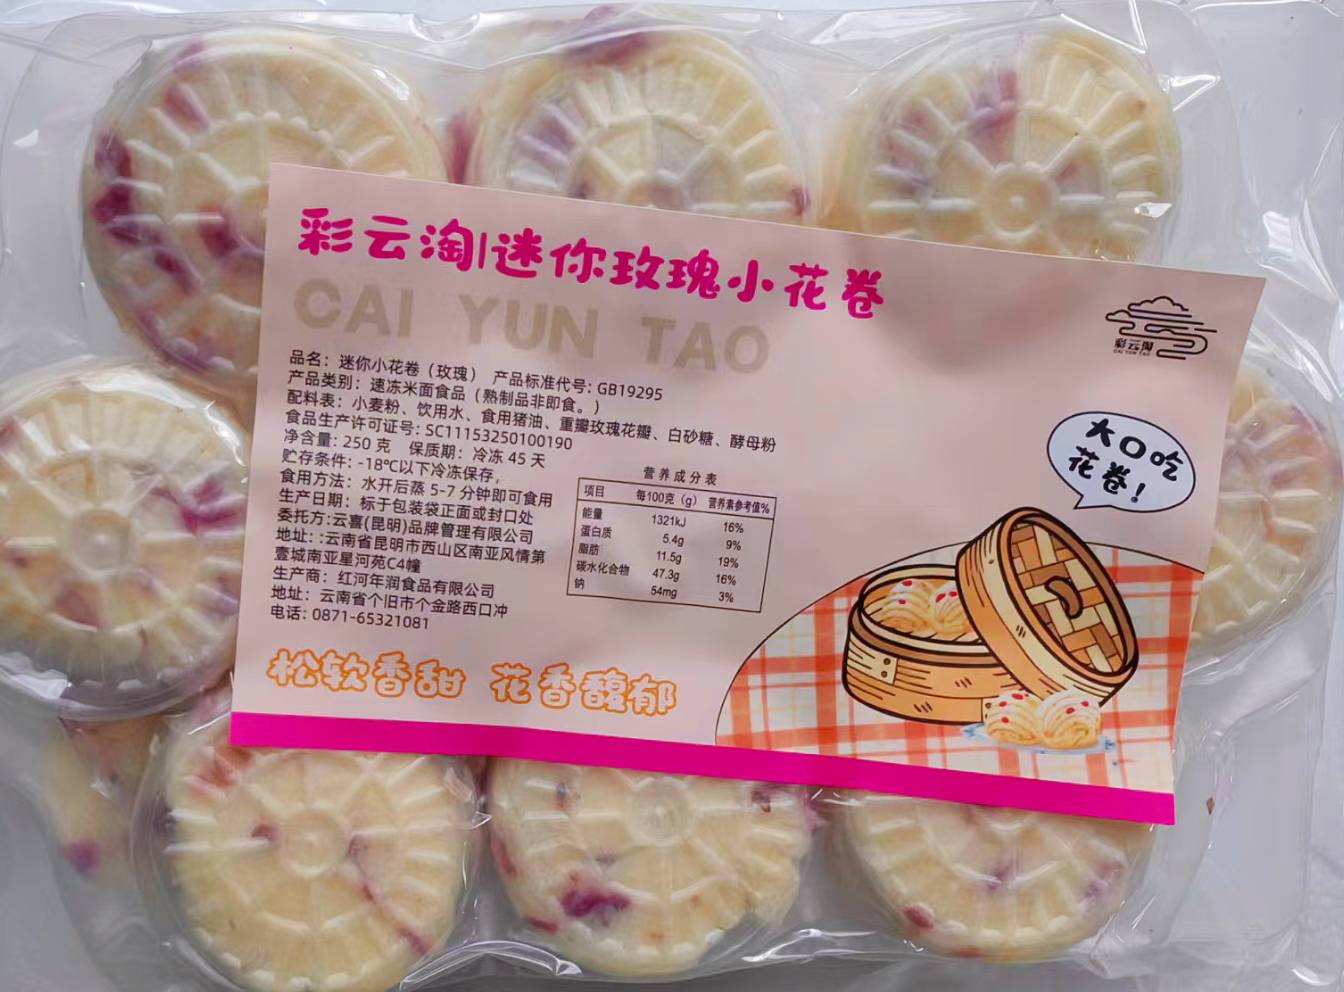 彩云淘|迷你玫瑰小花卷
CAI YUN TAO
彩云淘
CAI YUN TAO
大口吃
花卷!
品名：迷你小花卷（玫瑰） 产品标准代号: GB19295
产品类别：速冻米面食品（熟制品非即食。）
配料表：小麦粉、饮用水、食用猪油、重瓣玫瑰花瓣、白砂糖、酵母粉
食品生产许可证号: SC11153250100190
净含量: 250 克 保质期：冷冻 45 天
贮存条件: -18℃以下冷冻保存,
食用方法：水开后蒸 5-7 分钟即可食用
生产日期：标于包装袋正面或封口处
委托方:云喜(昆明)品牌管理有限公司
地址: :云南省昆明市西山区南亚风情第
壹城南亚星河苑C4幢
生产商：红河年润食品有限公司
地址：云南省个旧市个金路西口冲
电话: 0871-65321081
营养成分表
项目 每100克（g） 营养素参考值%
能量 1321kJ 16%
蛋白质 5.4g 9%
脂肪 11.5g 19%
碳水化合物 47.3g 16%
钠 54mg 3%
松软香甜 花香馥郁